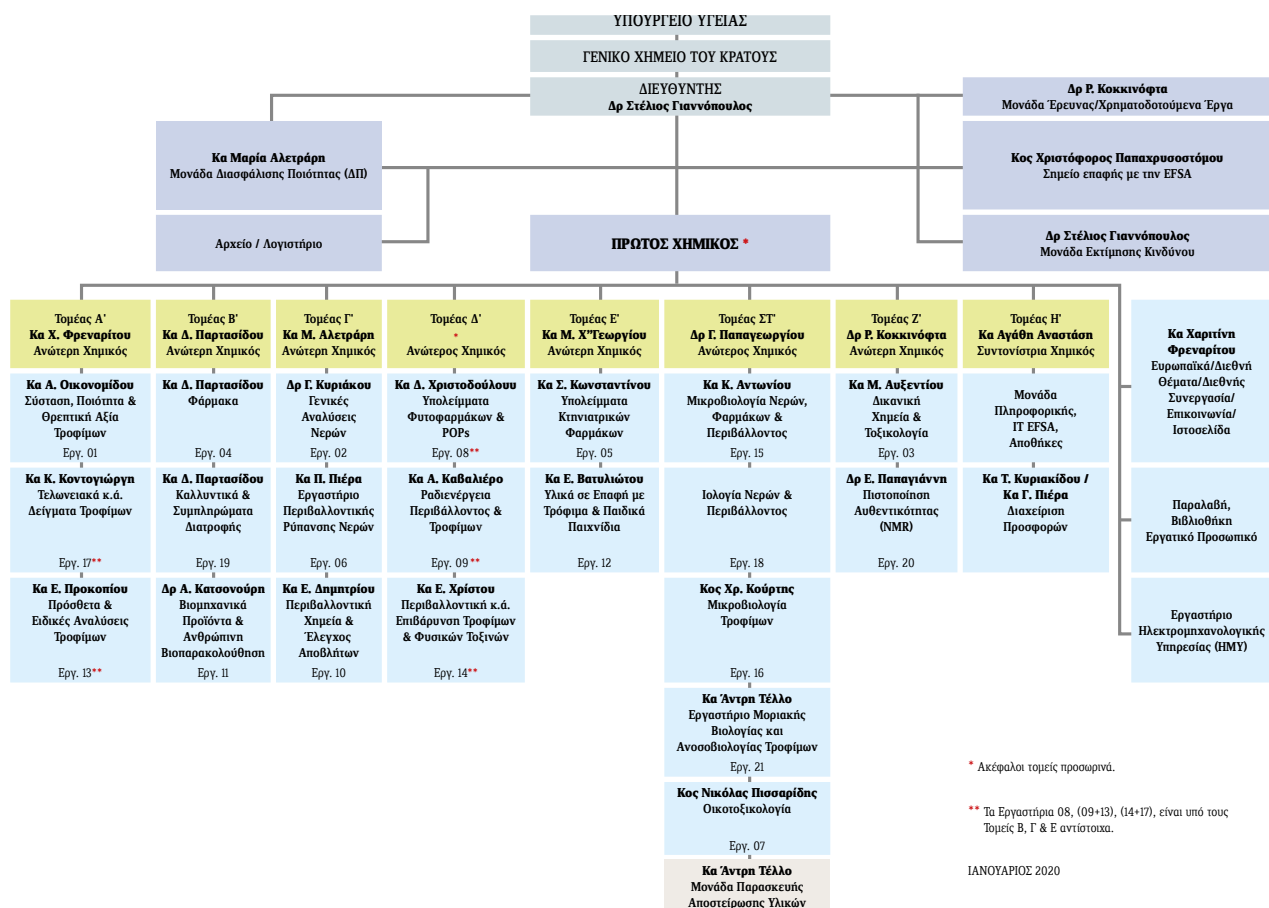 ΥΠΟΥΡΓΕΙΟ ΥΓΕΙΑΣ
ΓΕΝΙΚΟ ΧΗΜΕΙΟ ΤΟΥ ΚΡΑΤΟΥΣ
ΔΙΕΥΘΥΝΤΗΣ
Δρ Στέλιος Γιαννόπουλος
Δρ Ρ. Κοκκινόφτα
Μονάδα Έρευνας/Χρηματοδοτούμενα Έργα
Κα Μαρία Αλετράρη
Μονάδα Διασφάλισης Ποιότητας (ΔΠ)
Κος Χριστόφορος Παπαχρυσοστόμου
Σημείο επαφής με την EFSA
Αρχείο / Λογιστήριο
ΠΡΩΤΟΣ ΧΗΜΙΚΟΣ *
Δρ Στέλιος Γιαννόπουλος
Μονάδα Εκτίμησης Κινδύνου
Τομέας Α'
Κα Χ. Φρεναρίτου
Ανώτερη Χημικός
Κα Α. Οικονομίδου
Σύσταση, Ποιότητα &
Θρεπτική Αξία
Τροφίμων
Εργ. 01
Κα Κ. Κοντογιώργη
Τελωνειακά κ.ά.
Δείγματα Τροφίμων
Εργ. 17**
Κα Ε. Προκοπίου
Πρόσθετα &
Ειδικές Αναλύσεις
Τροφίμων
Εργ. 13**
Τομέας Β'
Κα Δ. Παρτασίδου
Ανώτερη Χημικός
Κα Δ. Παρτασίδου
Φάρμακα
Εργ. 04
Κα Δ. Παρτασίδου
Καλλυντικά &
Συμπληρώματα
Διατροφής
Εργ. 19
Δρ Α. Κατσονούρη
Βιομηχανικά
Προϊόντα &
Ανθρώπινη
Βιοπαρακολούθηση
Εργ. 11
Τομέας Γ'
Κα Μ. Αλετράρη
Ανώτερη Χημικός
Δρ Γ. Κυριάκου
Γενικές
Αναλύσεις
Νερών
Εργ. 02
Κα Π. Πιέρα
Εργαστήριο
Περιβαλλοντικής
Ρύπανσης Νερών
Εργ. 06
Κα Ε. Δημητρίου
Περιβαλλοντική
Χημεία &
Έλεγχος
Αποβλήτων
Εργ. 10
Τομέας Δ'
*
Ανώτερος Χημικός
Κα Δ. Χριστοδούλουυ
Υπολείμματα
Φυτοφαρμάκων &
POPs
Εργ. 08**
Κα Α. Καβαλιέρο
Ραδιενέργεια
Περιβάλλοντος &
Τροφίμων
Εργ. 09 **
Κα Ε. Χρίστου
Περιβαλλοντική κ.ά.
Επιβάρυνση Τροφίμων
& Φυσικών Τοξινών
Εργ. 14**
Τομέας Ε'
Κα Μ. Χ"Γεωργίου
Ανώτερη Χημικός
Κα Σ. Κωνσταντίνου
Υπολείμματα
Κτηνιατρικών
Φαρμάκων
Εργ. 05
Κα Ε. Βατυλιώτου
Υλικά σε Επαφή με
Τρόφιμα & Παιδικά
Παιχνίδια
Εργ. 12
Τομέας ΣΤ'
Δρ Γ. Παπαγεωργίου
Ανώτερος Χημικός
Κα Κ. Αντωνίου
Μικροβιολογία Νερών,
Φαρμάκων &
Περιβάλλοντος
Εργ. 15
Ιολογία Νερών &
Περιβάλλοντος
Εργ. 18
Κος Χρ. Κούρτης
Μικροβιολογία
Τροφίμων
Εργ. 16
Κα Άντρη Τέλλο
Εργαστήριο Μοριακής
Βιολογίας και
Ανοσοβιολογίας Τροφίμων
Εργ. 21
Κος Νικόλας Πισσαρίδης
Οικοτοξικολογία
Εργ. 07
Κα Άντρη Τέλλο
Μονάδα Παρασκευής
Αποστείρωσης Υλικών
Τομέας Ζ'
Δρ Ρ. Κοκκινόφτα
Ανώτερη Χημικός
Κα Μ. Αυξεντίου
Δικανική
Χημεία &
Τοξικολογία
Εργ. 03
Δρ Ε. Παπαγιάννη
Πιστοποίηση
Αυθεντικότητας
(NMR)
Εργ. 20
Τομέας Η'
Κα Αγάθη Αναστάση
Συντονίστρια Χημικός
Μονάδα
Πληροφορικής,
IT EFSA,
Αποθήκες
Κα Τ. Κυριακίδου /
Κα Γ. Πιέρα
Διαχείριση
Προσφορών
Κα Χαριτίνη
Φρεναρίτου
Ευρωπαϊκά/Διεθνή
Θέματα/Διεθνής
Συνεργασία/
Επικοινωνία/
Ιστοσελίδα
Παραλαβή,
Βιβλιοθήκη
Εργατικό Προσωπικό
Εργαστήριο
Ηλεκτρομηχανολογικής
Υπηρεσίας (ΗΜΥ)
* Ακέφαλοι τομείς προσωρινά.
** Τα Εργαστήρια 08, (09+13), (14+17), είναι υπό τους
Τομείς Β, Γ & Ε αντίστοιχα.
ΙΑΝΟΥΑΡΙΟΣ 2020